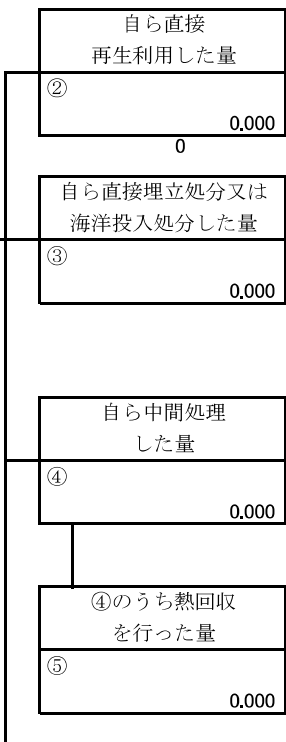 自ら直接
再生利用した量
②
0.000
0
自ら直接埋立処分又は
海洋投入処分した量
③
0.000
自ら中間処理
した量
④
0.000
④のうち熱回収
を行った量
⑤
0.000